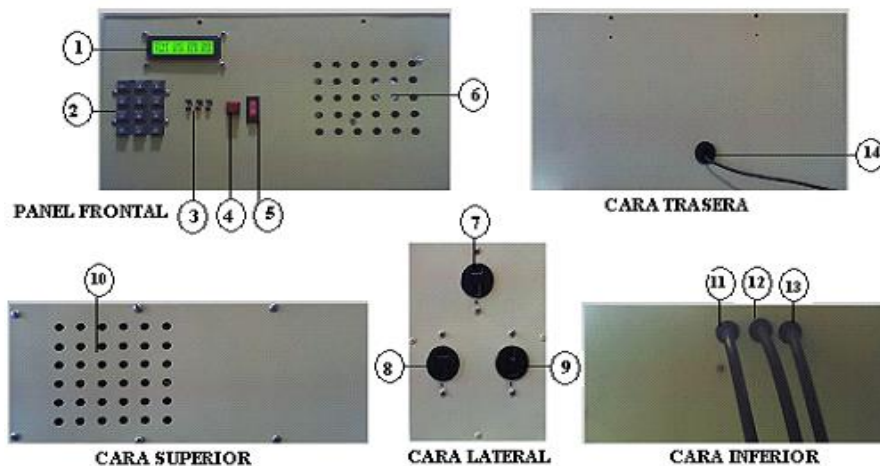 1
2
3
4
5
6
PANEL FRONTAL
14
CARA TRASERA
10
CARA SUPERIOR
7
8
9
CARA LATERAL
11
12
13
CARA INFERIOR